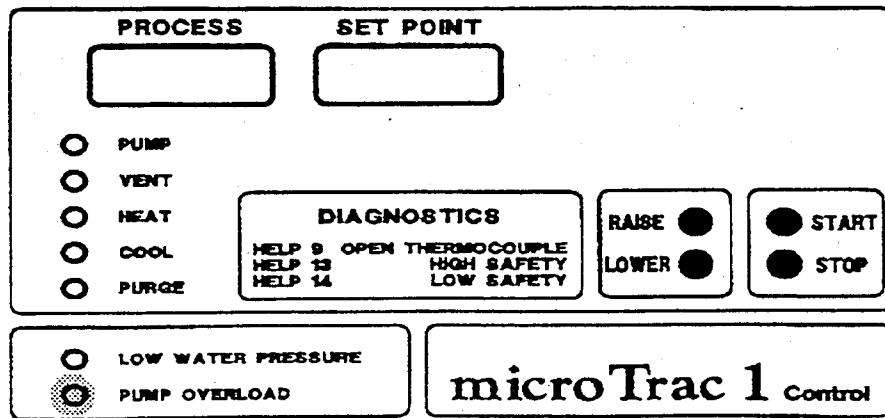 PROCESS
SET POINT
PUMP
VENT
HEAT
COOL
PURGE
DIAGNOSTICS
HELP 9 OPEN THERMOCOUPLE
HELP 13 HIGH SAFETY
HELP 14 LOW SAFETY
RAISE
LOWER
START
STOP
LOW WATER PRESSURE
PUMP OVERLOAD
microTrac 1 Control